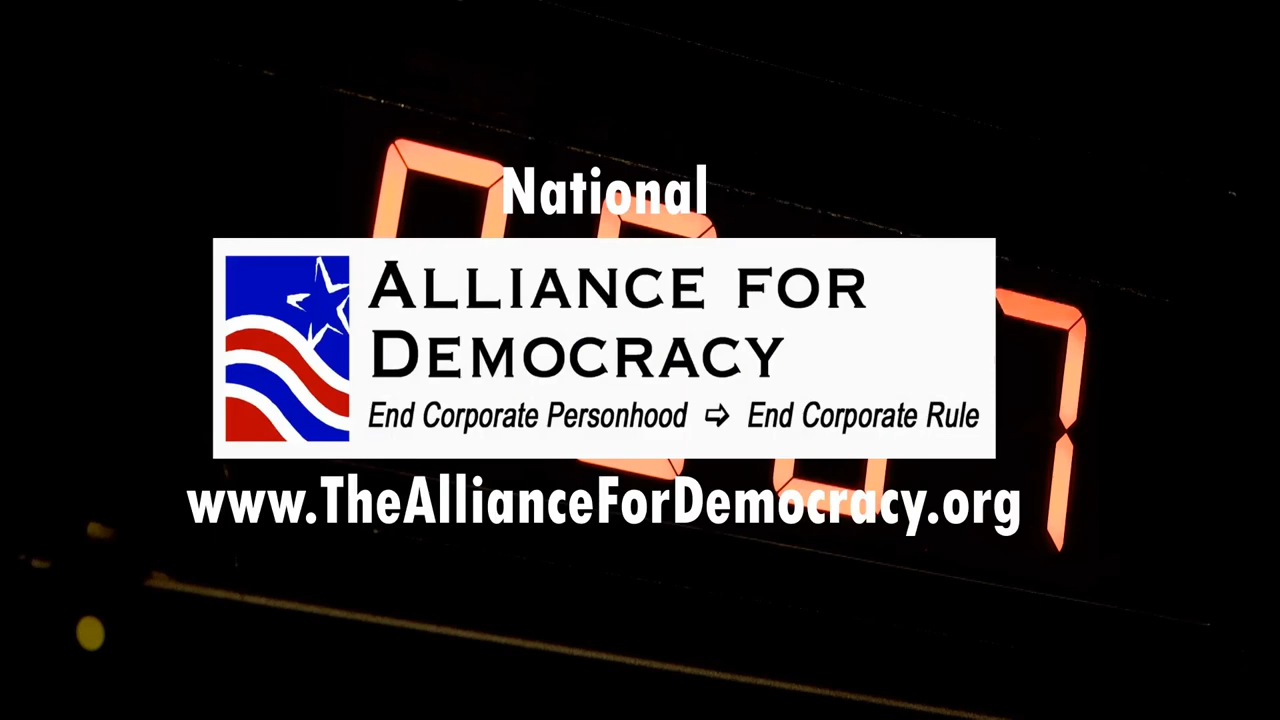 National
ALLIANCE FOR
DEMOCRACY
End Corporate Personhood ➩ End Corporate Rule
www.TheAllianceForDemocracy.org